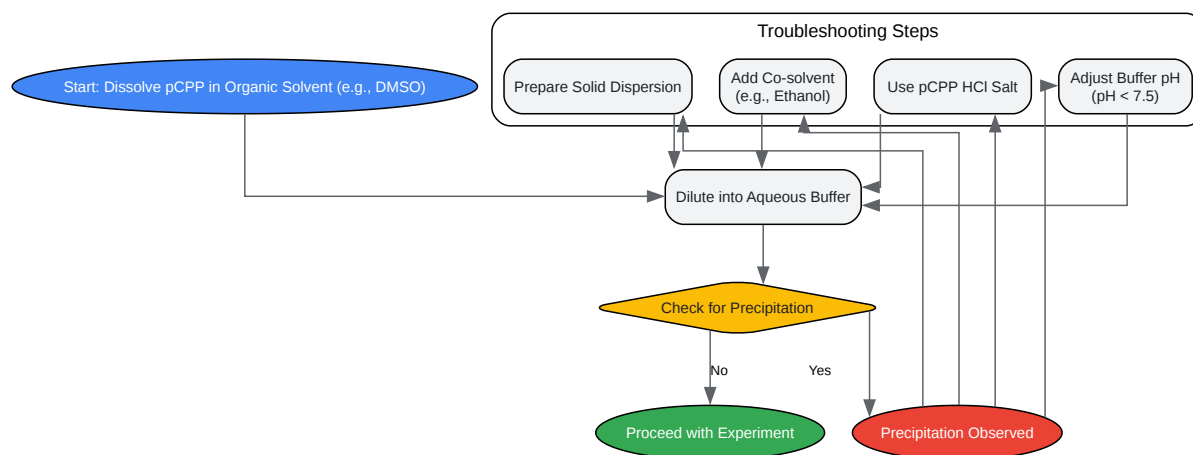 Troubleshooting Steps
Start: Dissolve pCPP in Organic Solvent (e.g., DMSO)
Prepare Solid Dispersion
Add Co-solvent
(e.g., Ethanol)
Use pCPP HCl Salt
Adjust Buffer pH
(pH < 7.5)
Dilute into Aqueous Buffer
Check for Precipitation
No
Yes
Proceed with Experiment
Precipitation Observed